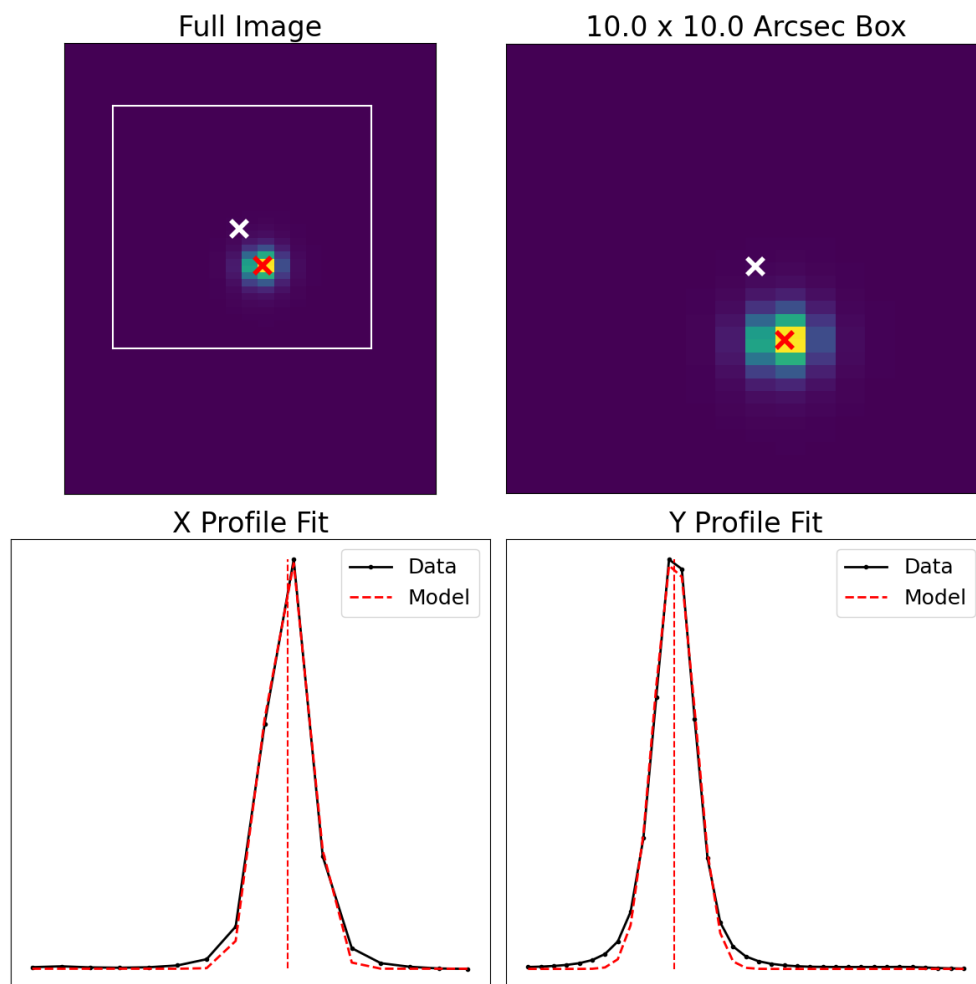 Full Image
10.0 x 10.0 Arcsec Box
X Profile Fit
Data
Model
Y Profile Fit
Data
Model